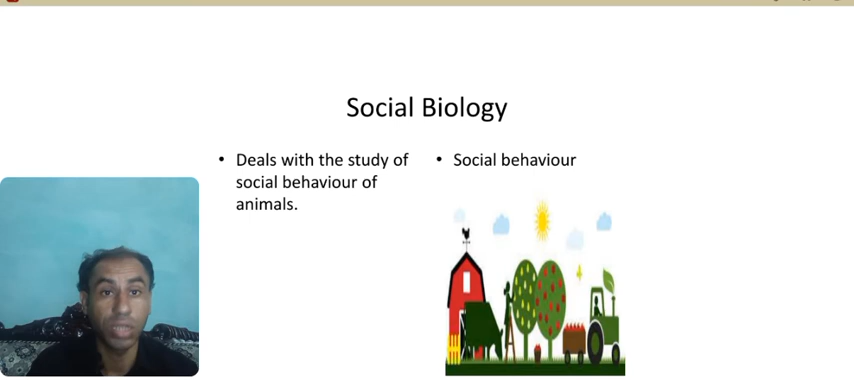 Social Biology
• Deals with the study of
social behaviour of
animals.
• Social behaviour